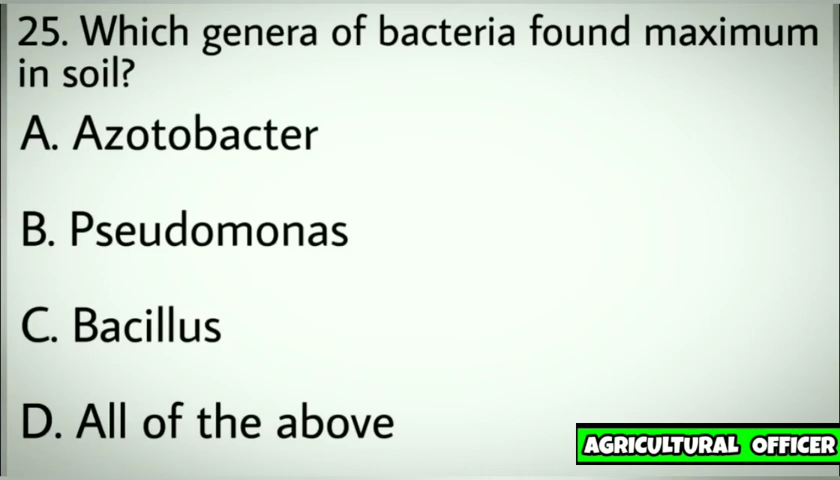 25. Which genera of bacteria found maximum
in soil?
A. Azotobacter
B. Pseudomonas
C. Bacillus
D. All of the above
AGRICULTURAL OFFICER